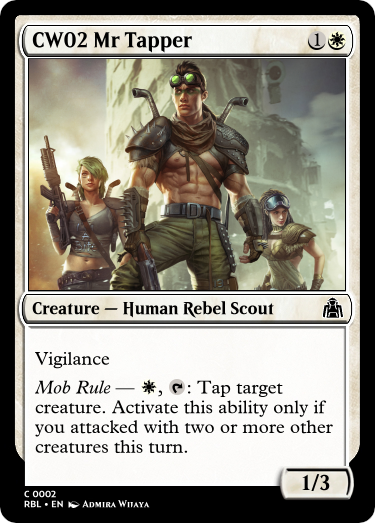 CW02 Mr Tapper 1
Creature — Human Rebel Scout
Vigilance
Mob Rule — , : Tap target
creature. Activate this ability only if
you attacked with two or more other
creatures this turn.
1/3
C 0002
RBL • EN Admira Wijaya